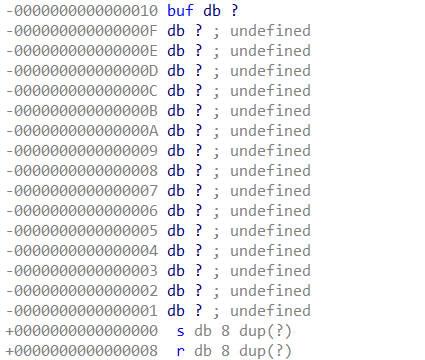 -0000000000000010 buf db ?
-000000000000000F db ? ; undefined
-000000000000000E db ? ; undefined
-000000000000000D db ? ; undefined
-000000000000000C db ? ; undefined
-000000000000000B db ? ; undefined
-000000000000000A db ? ; undefined
-0000000000000009 db ? ; undefined
-0000000000000008 db ? ; undefined
-0000000000000007 db ? ; undefined
-0000000000000006 db ? ; undefined
-0000000000000005 db ? ; undefined
-0000000000000004 db ? ; undefined
-0000000000000003 db ? ; undefined
-0000000000000002 db ? ; undefined
-0000000000000001 db ? ; undefined
+0000000000000000  s db 8 dup(?)
+0000000000000008  r db 8 dup(?)